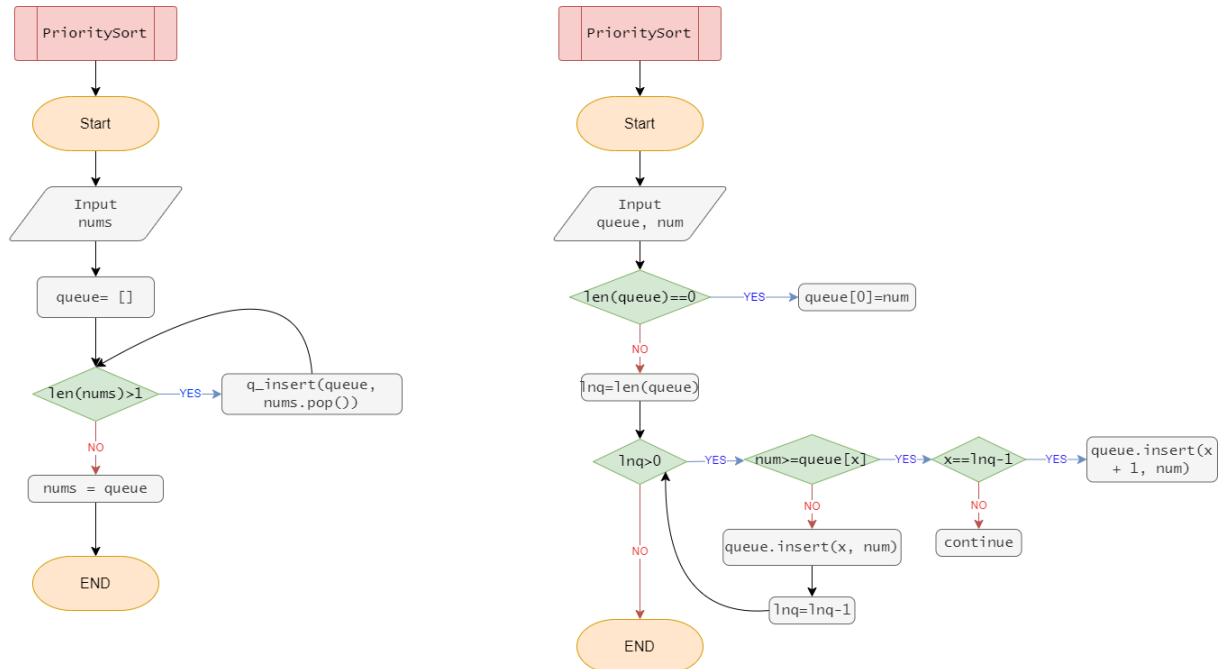 PrioritySort
Start
Input
nums
queue= []
len(nums)>1
YES
q_insert(queue,
nums.pop())
NO
nums = queue
END
PrioritySort
Start
Input
queue, num
len(queue)==0
YES
queue[0]=num
NO
lnq=len(queue)
lnq>0
YES
num>=queue[x]
YES
x==lnq-1
YES
queue.insert(x
+ 1, num)
NO
NO
NO
queue.insert(x, num)
continue
lnq=lnq-1
END